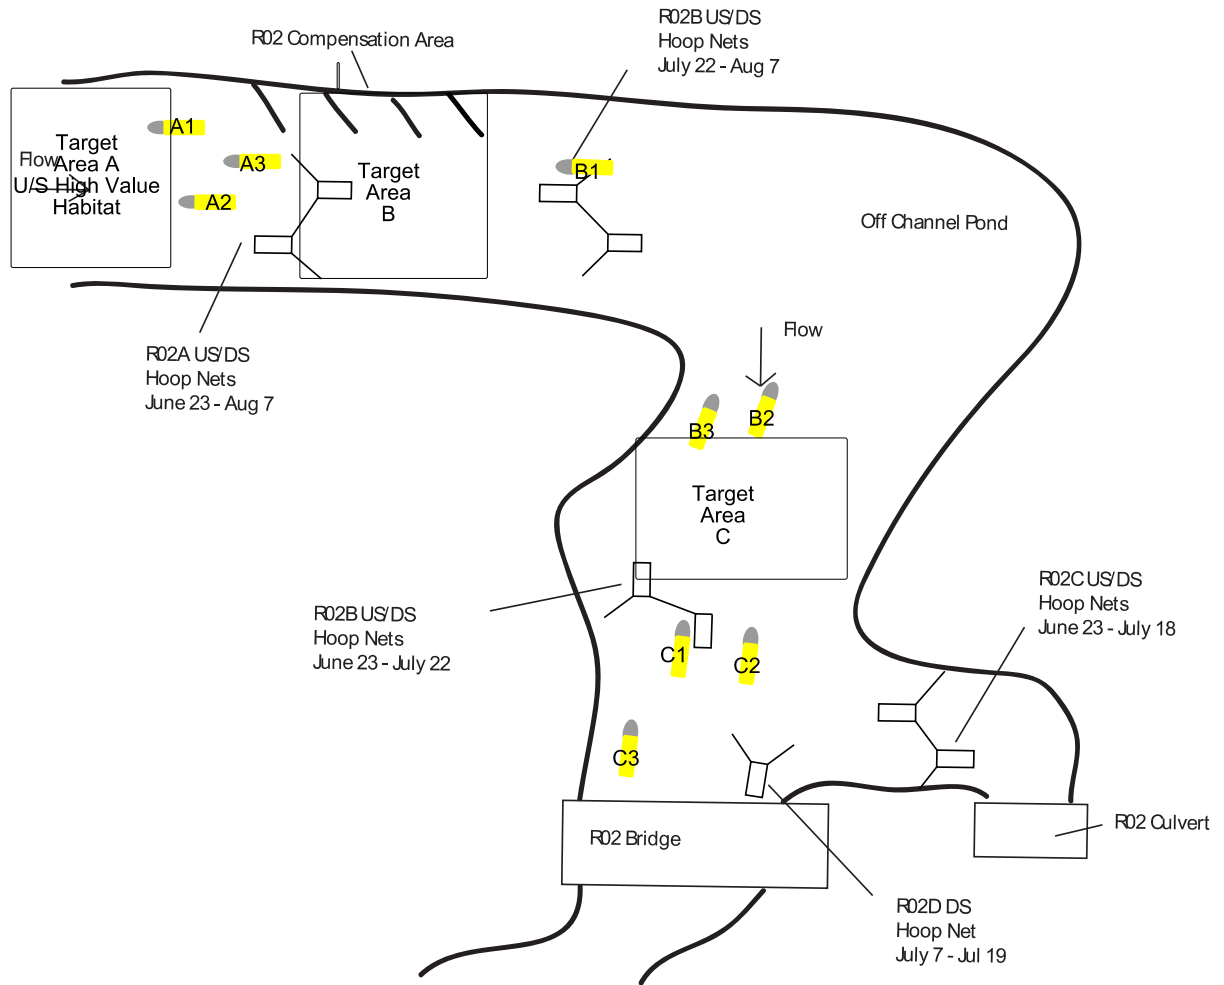 R02B US/DS
Hoop Nets
July 22 - Aug 7
R02 Compensation Area
A1
Target
Area A
Flow
U/S High Value
Habitat
A3
A2
Target
Area
B
B1
Off Channel Pond
R02A US/DS
Hoop Nets
June 23 - Aug 7
Flow
B3
B2
Target
Area
C
R02C US/DS
Hoop Nets
June 23 - July 18
R02B US/DS
Hoop Nets
June 23 - July 22
C1
C2
C3
R02 Bridge
R02 Culvert
R02D DS
Hoop Net
July 7 - Jul 19